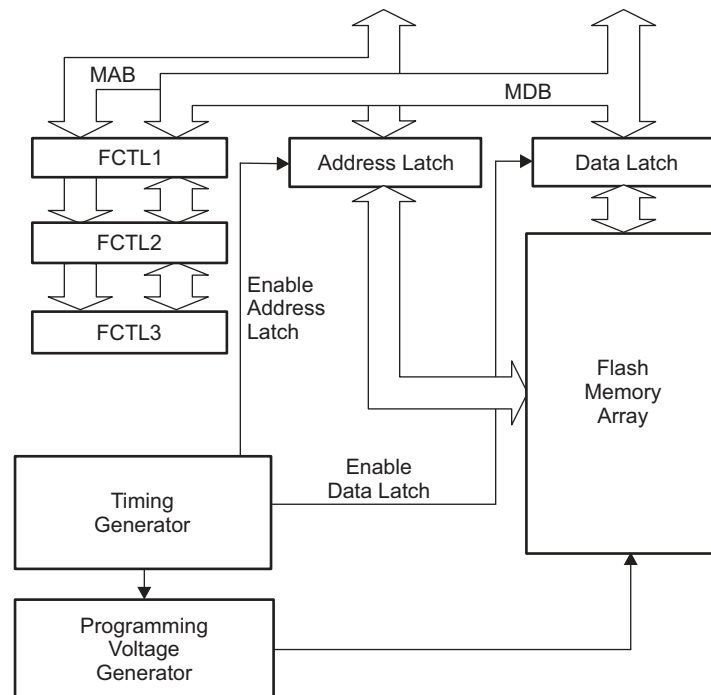 MAB
MDB
FCTL1
Address Latch
Data Latch
FCTL2
Enable
Address
Latch
FCTL3
Flash
Memory
Array
Enable
Data Latch
Timing
Generator
Programming
Voltage
Generator